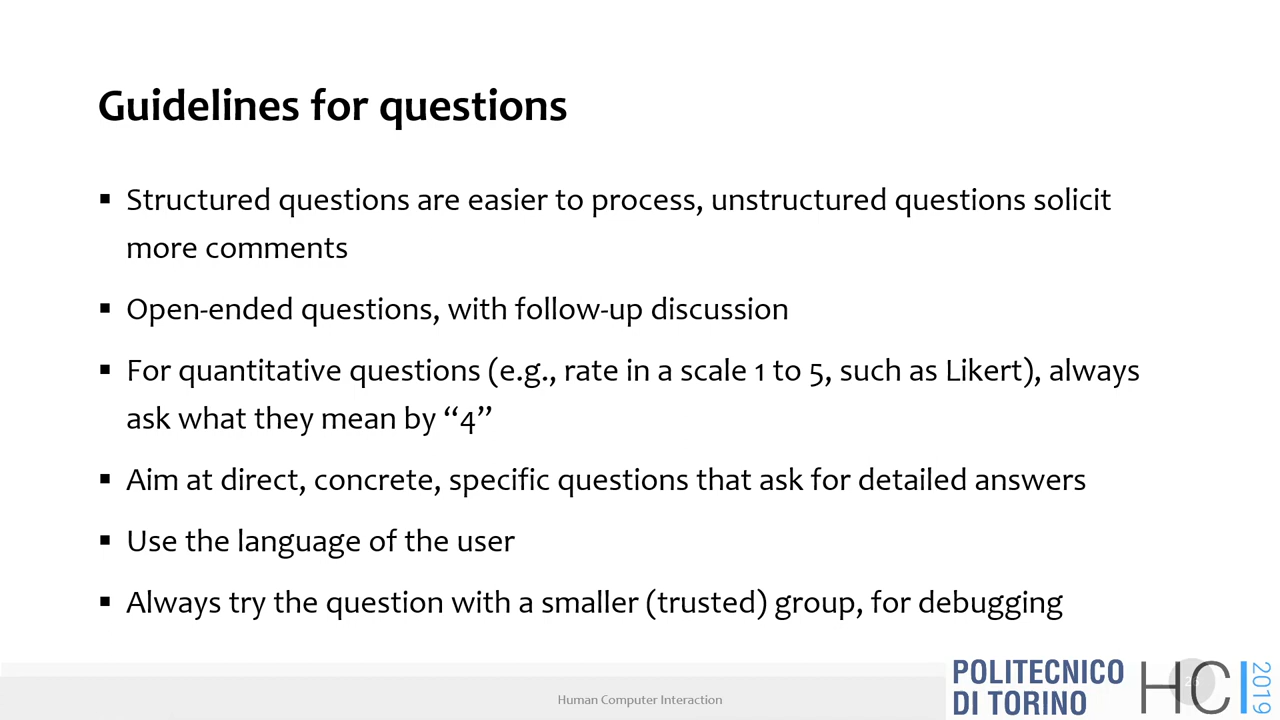 Guidelines for questions
▪ Structured questions are easier to process, unstructured questions solicit
more comments
▪ Open-ended questions, with follow-up discussion
▪ For quantitative questions (e.g., rate in a scale 1 to 5, such as Likert), always
ask what they mean by “4”
▪ Aim at direct, concrete, specific questions that ask for detailed answers
▪ Use the language of the user
▪ Always try the question with a smaller (trusted) group, for debugging
Human Computer Interaction
POLITECNICO
DI TORINO
HCI
2019